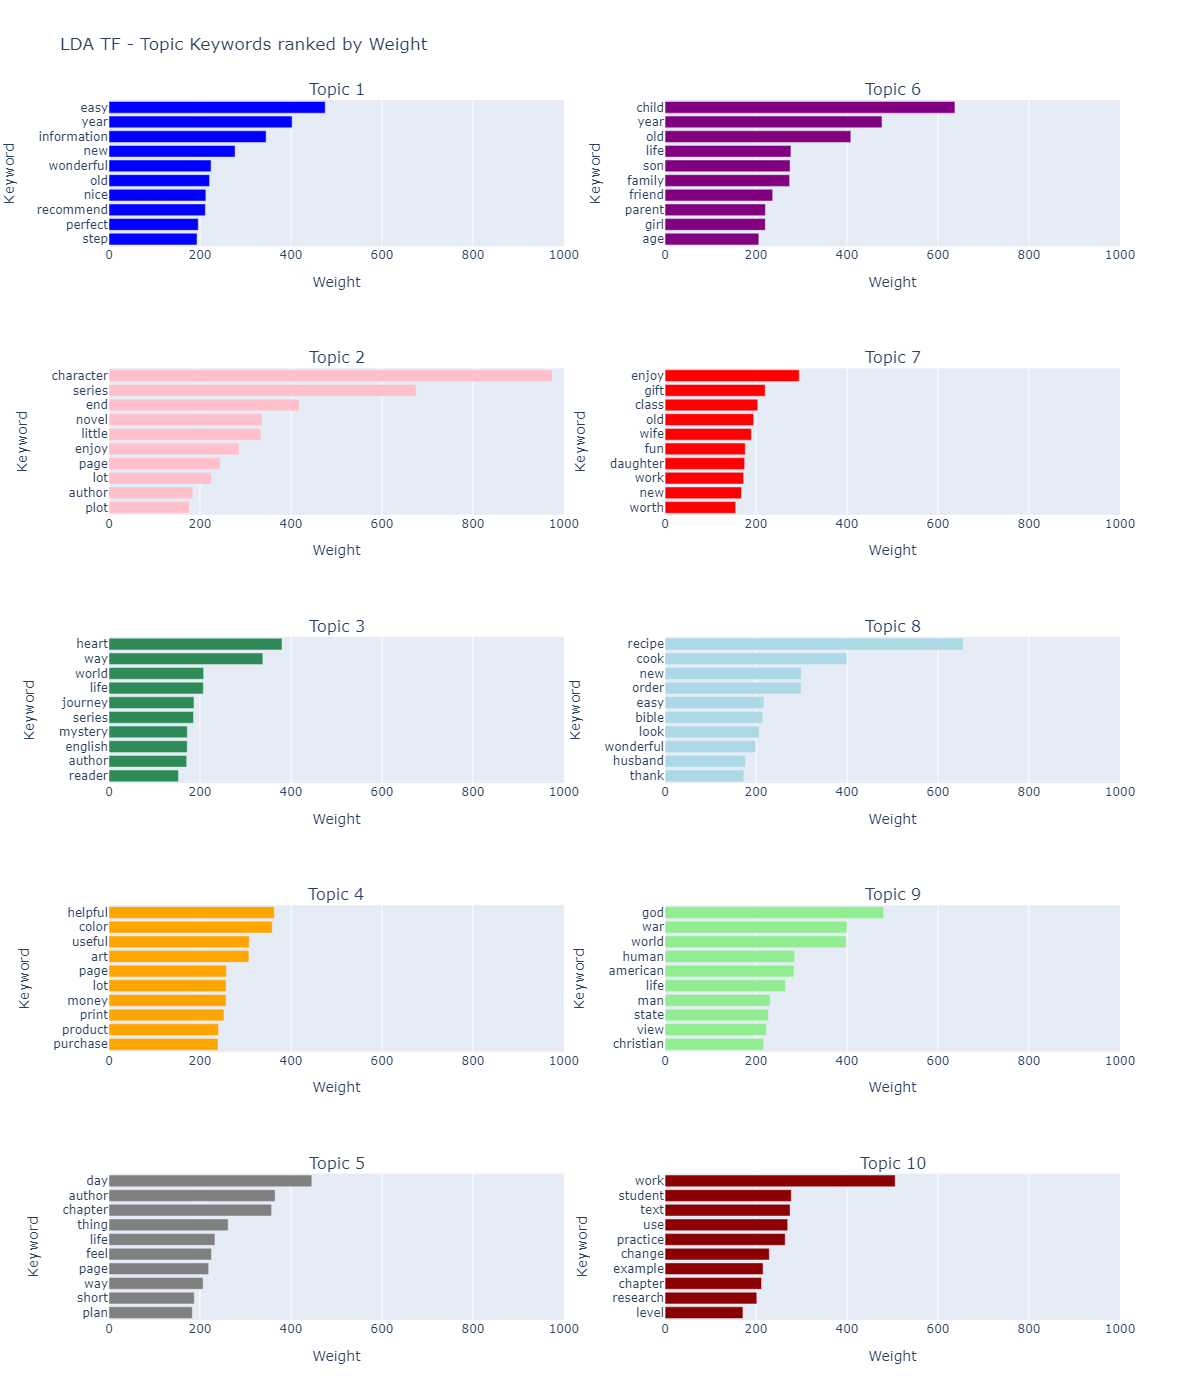 LDA TF - Topic Keywords ranked by Weight
Topic 1
Keyword
easy
year
information
new
wonderful
old
nice
recommend
perfect
step
0 200 400 600 800 1000
Weight
Topic 6
Keyword
child
year
old
life
son
family
friend
parent
girl
age
0 200 400 600 800 1000
Weight
Topic 2
Keyword
character
series
end
novel
little
enjoy
page
lot
author
plot
0 200 400 600 800 1000
Weight
Topic 7
Keyword
enjoy
gift
class
old
wife
fun
daughter
work
new
worth
0 200 400 600 800 1000
Weight
Topic 3
Keyword
heart
way
world
life
journey
series
mystery
english
author
reader
0 200 400 600 800 1000
Weight
Topic 8
Keyword
recipe
cook
new
order
easy
bible
look
wonderful
husband
thank
0 200 400 600 800 1000
Weight
Topic 4
Keyword
helpful
color
useful
art
page
lot
money
print
product
purchase
0 200 400 600 800 1000
Weight
Topic 9
Keyword
god
war
world
human
american
life
man
state
view
christian
0 200 400 600 800 1000
Weight
Topic 5
Keyword
day
author
chapter
thing
life
feel
page
way
short
plan
0 200 400 600 800 1000
Weight
Topic 10
Keyword
work
student
text
use
practice
change
example
chapter
research
level
0 200 400 600 800 1000
Weight